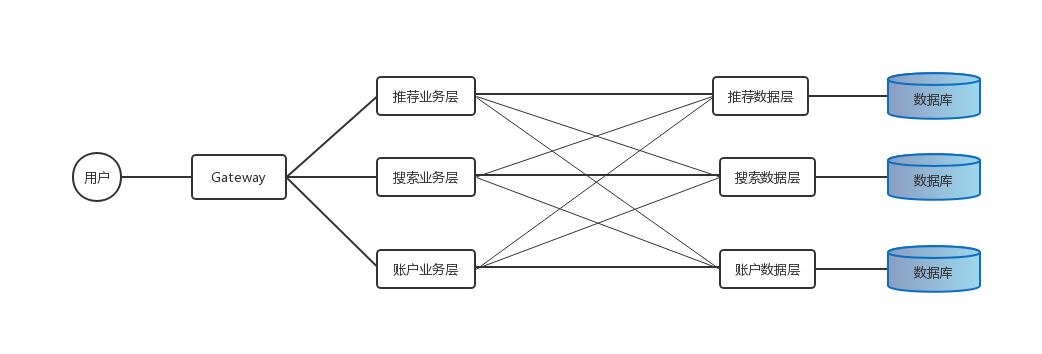 推荐业务层
推荐数据层
数据库
用户
Gateway
搜索业务层
搜索数据层
数据库
账户业务层
账户数据层
数据库